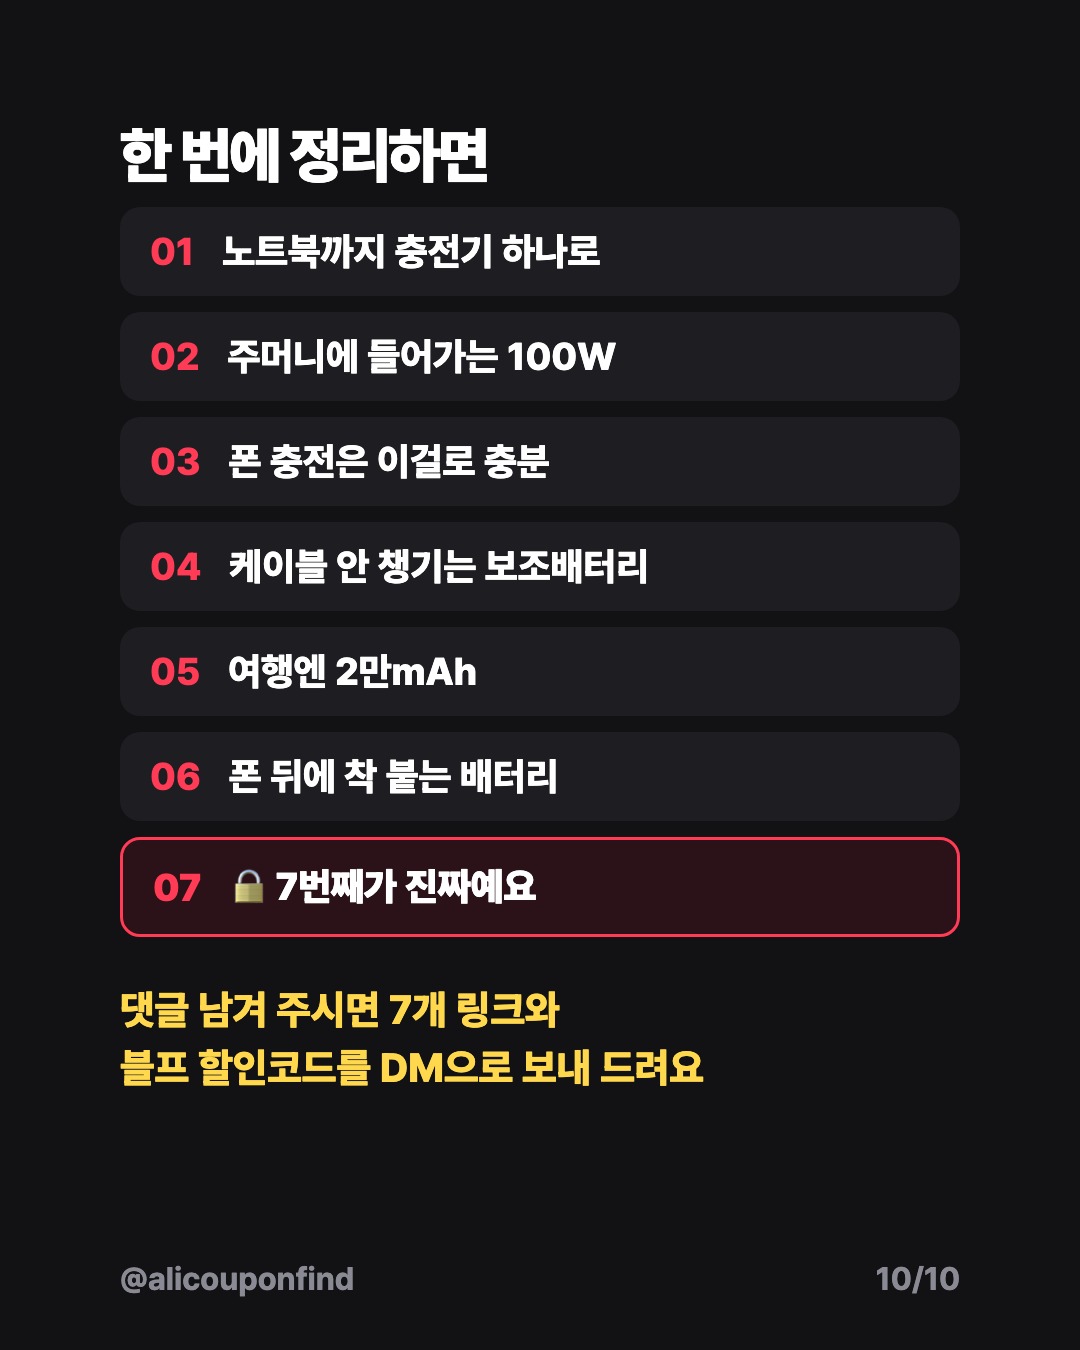 한 번에 정리하면
01 노트북까지 충전기 하나로
02 주머니에 들어가는 100W
03 폰 충전은 이걸로 충분
04 케이블 안 챙기는 보조배터리
05 여행엔 2만mAh
06 폰 뒤에 착 붙는 배터리
07 🔒 7번째가 진짜예요
댓글 남겨 주시면 7개 링크와
블프 할인코드를 DM으로 보내 드려요
@alicouponfind 10/10